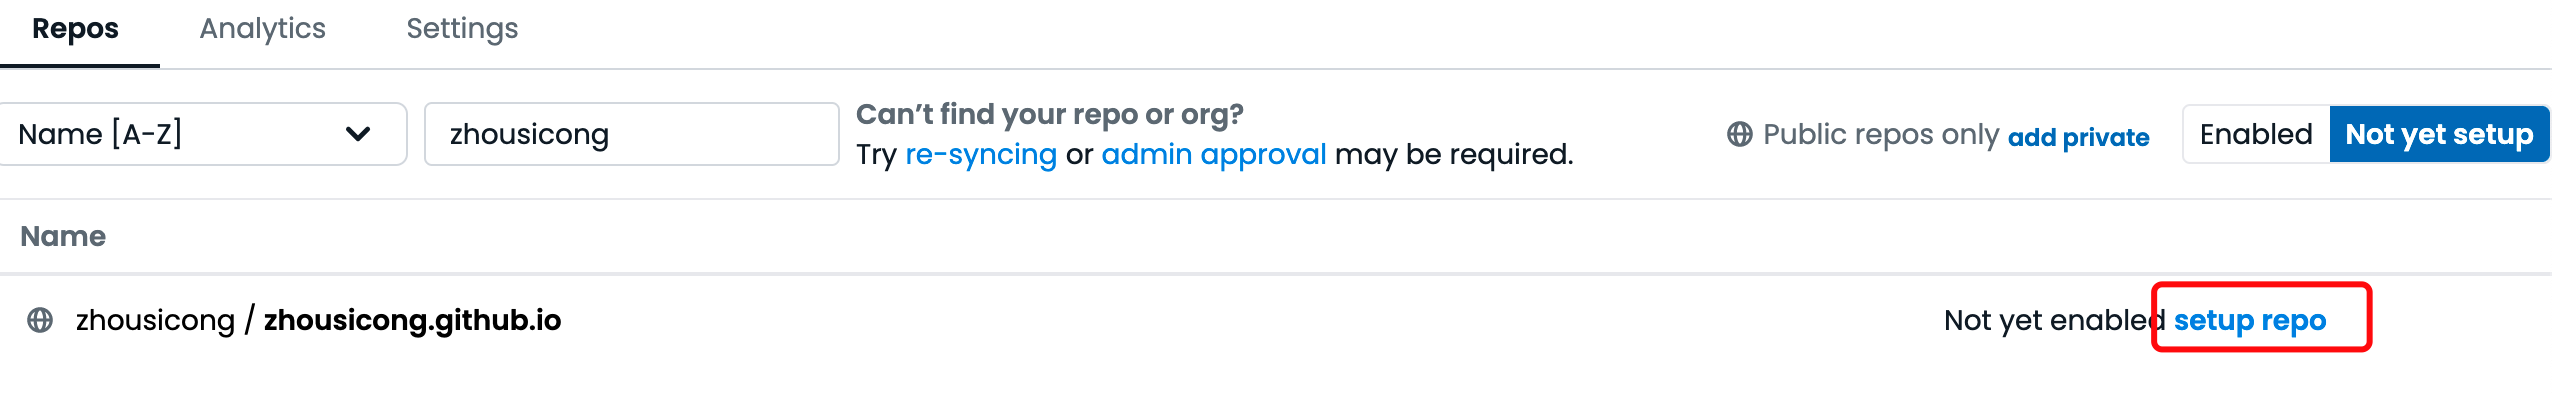 Repos Analytics Settings
Name [A-Z] zhousicong Can't find your repo or org? Public repos only add private Enabled Not yet setup
Try re-syncing or admin approval may be required.
Name
zhousicong / zhousicong.github.io Not yet enabled setup repo